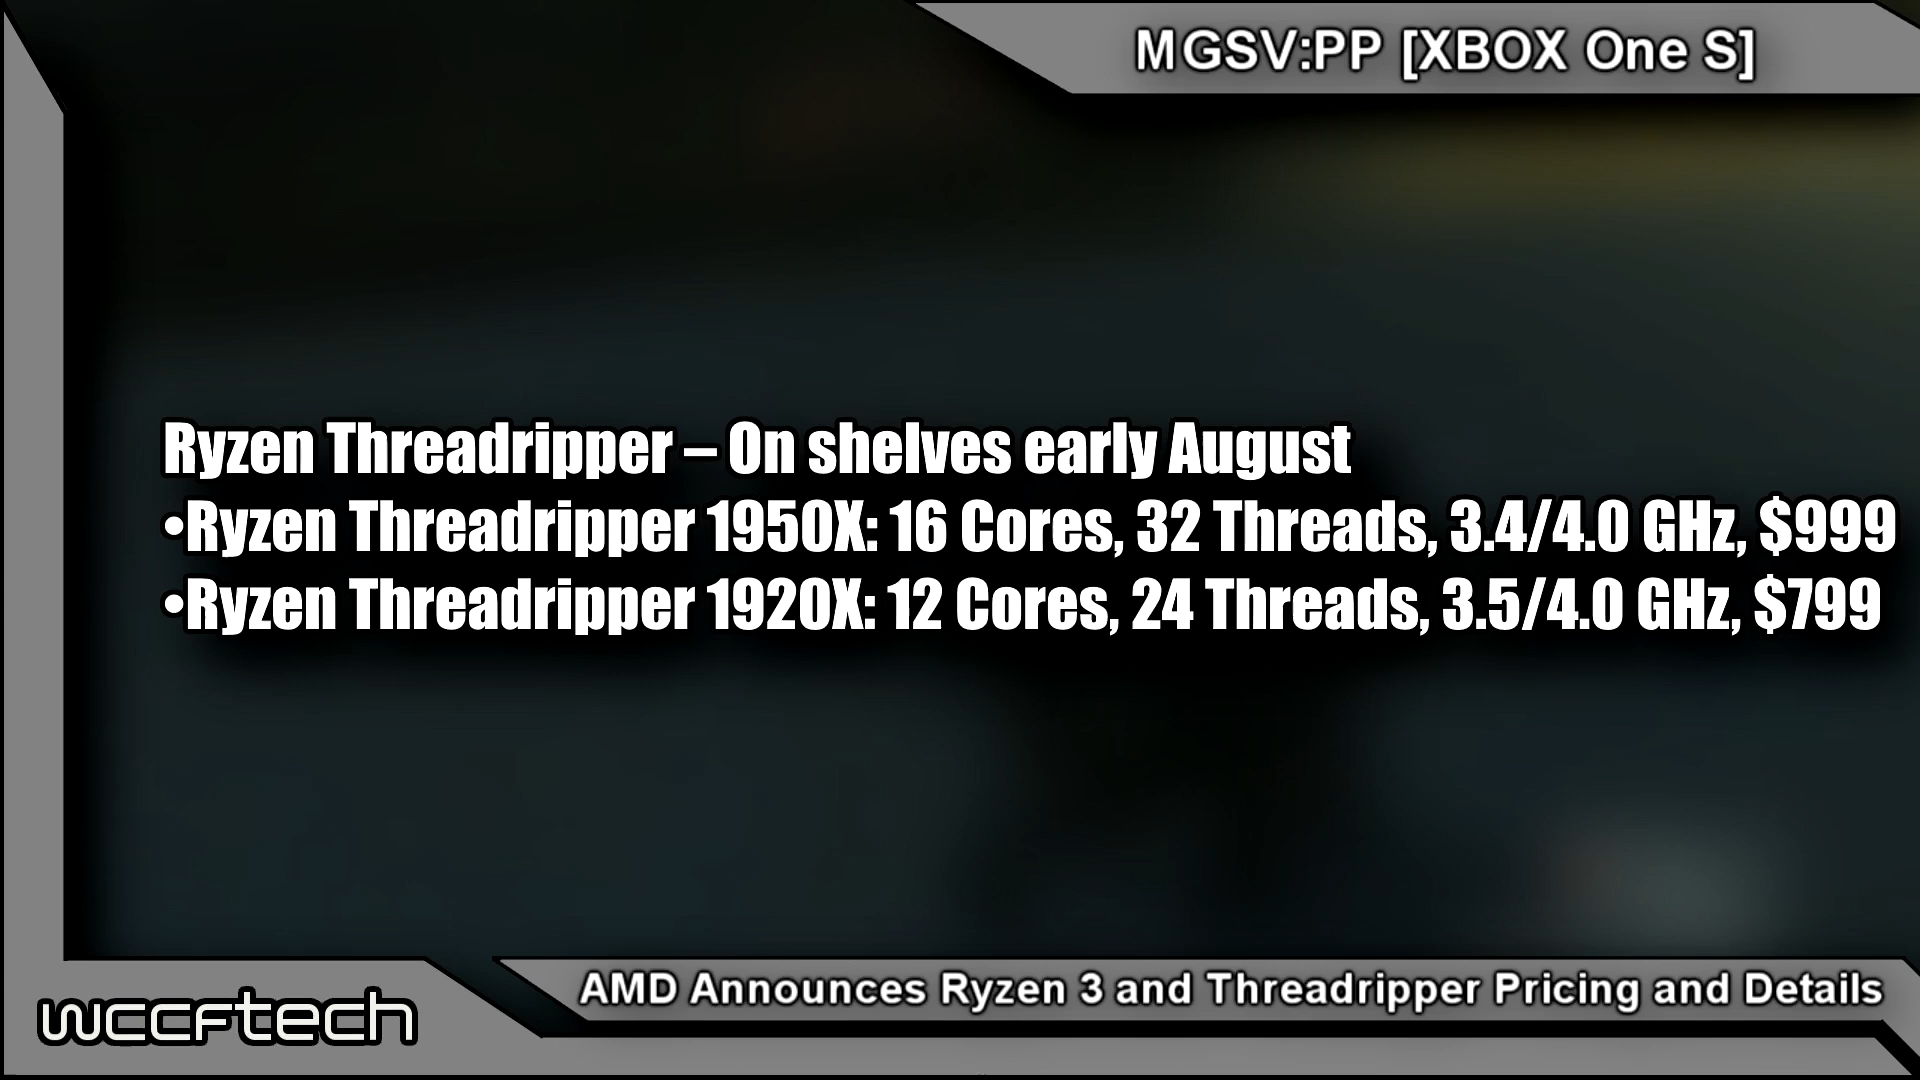 MGSV:PP [XBOX One S]
Ryzen Threadripper – On shelves early August
•Ryzen Threadripper 1950X: 16 Cores, 32 Threads, 3.4/4.0 GHz, $999
•Ryzen Threadripper 1920X: 12 Cores, 24 Threads, 3.5/4.0 GHz, $799
AMD Announces Ryzen 3 and Threadripper Pricing and Details
wccftech